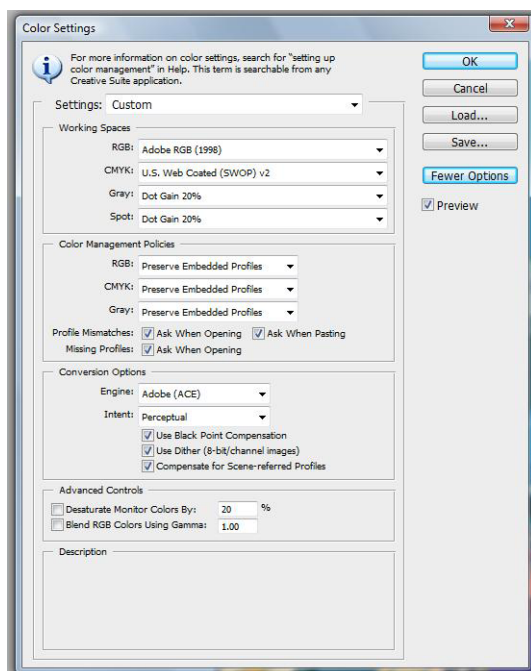 Color Settings
For more information on color settings, search for "setting up
color management" in Help. This term is searchable from any
Creative Suite application.
Settings: Custom
Working Spaces
RGB: Adobe RGB (1998)
CMYK: U.S. Web Coated (SWOP) v2
Gray: Dot Gain 20%
Spot: Dot Gain 20%
Color Management Policies
RGB: Preserve Embedded Profiles
CMYK: Preserve Embedded Profiles
Gray: Preserve Embedded Profiles
Profile Mismatches: Ask When Opening Ask When Pasting
Missing Profiles: Ask When Opening
Conversion Options
Engine: Adobe (ACE)
Intent: Perceptual
Use Black Point Compensation
Use Dither (8-bit/channel images)
Compensate for Scene-referred Profiles
Advanced Controls
Desaturate Monitor Colors By: 20 %
Blend RGB Colors Using Gamma: 1.00
Description
OK
Cancel
Load...
Save...
Fewer Options
Preview